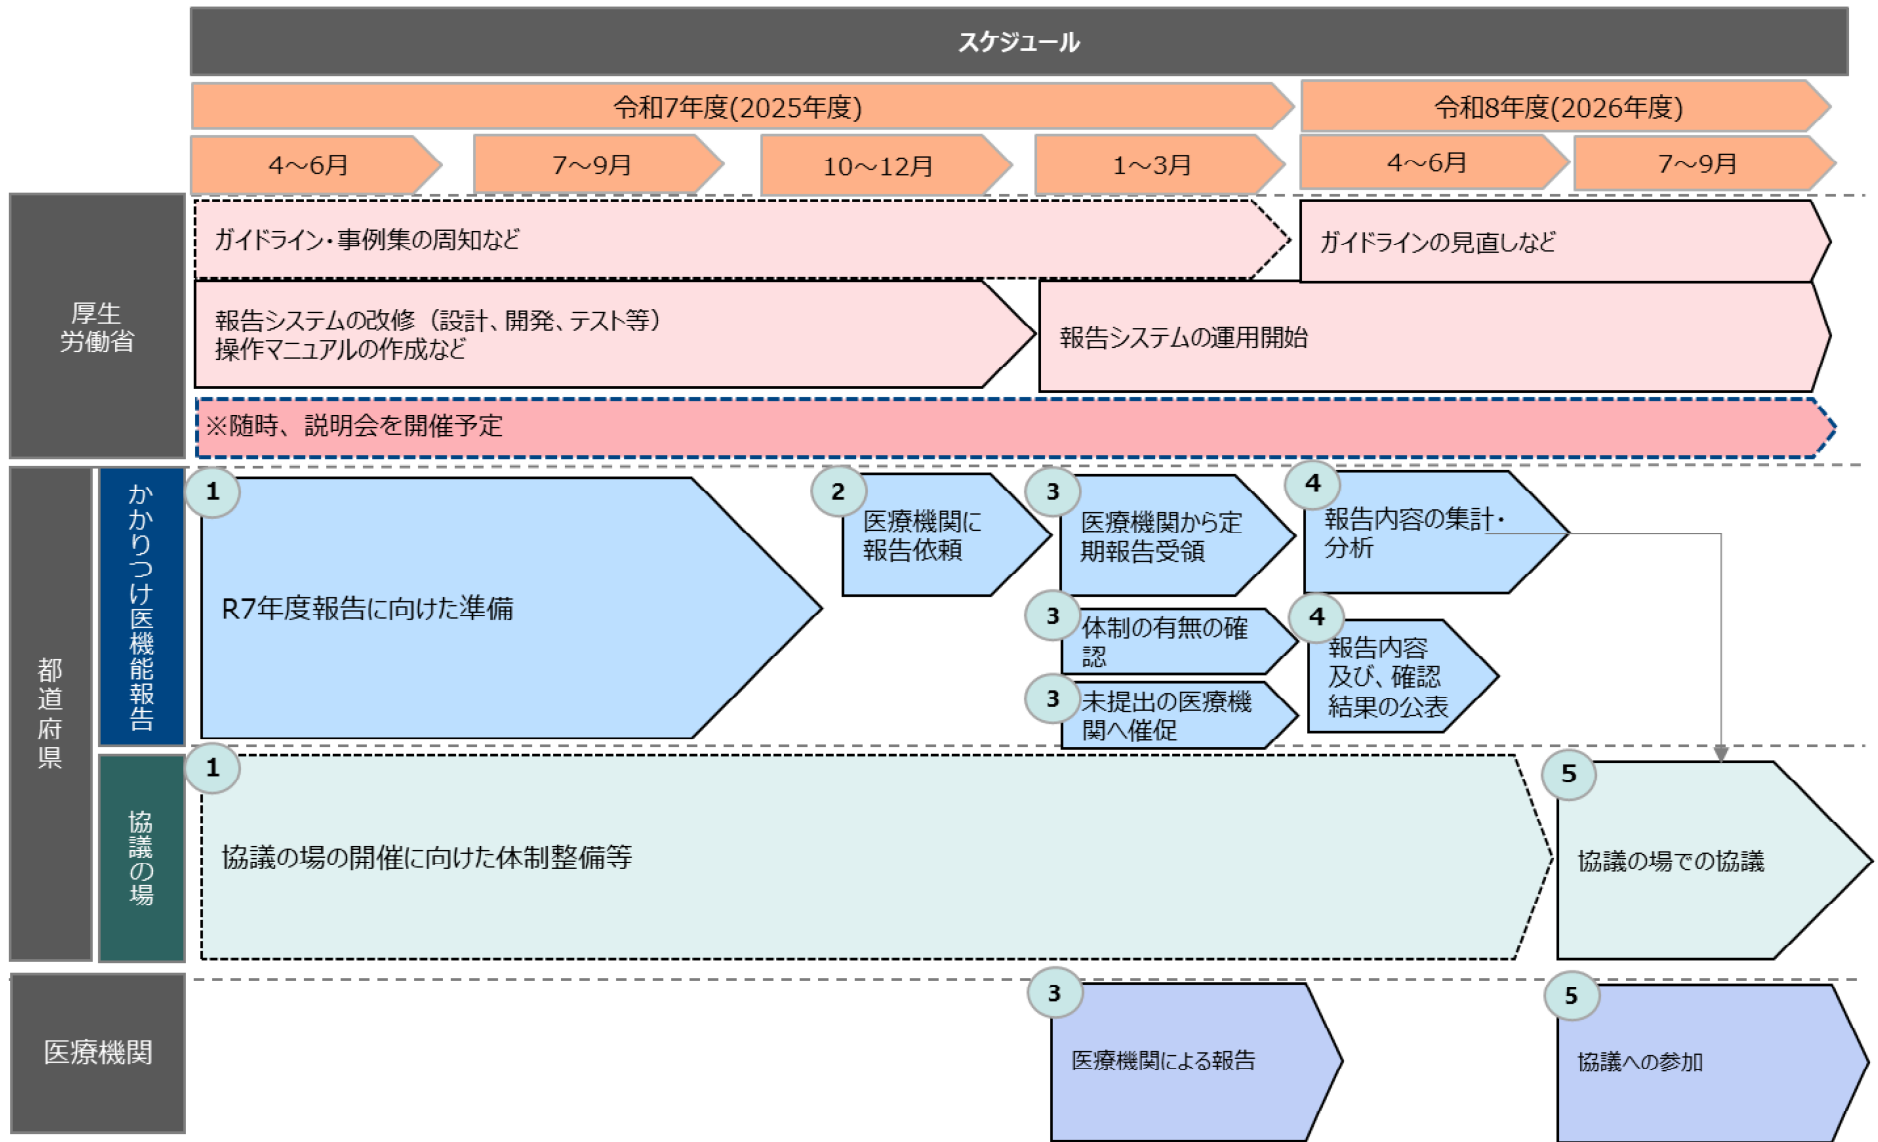 スケジュール
令和7年度(2025年度)
令和8年度(2026年度)
4～6月
7～9月
10～12月
1～3月
4～6月
7～9月
厚生
労働省
ガイドライン・事例集の周知など
ガイドラインの見直しなど
報告システムの改修（設計、開発、テスト等）
操作マニュアルの作成など
報告システムの運用開始
※随時、説明会を開催予定
都道府県
かかりつけ医機能報告
1
R7年度報告に向けた準備
2
医療機関に
報告依頼
3
医療機関から定
期報告受領
3
体制の有無の確
認
3
未提出の医療機
関へ催促
4
報告内容の集計・
分析
4
報告内容
及び、確認
結果の公表
協議の場
1
協議の場の開催に向けた体制整備等
5
協議の場での協議
医療機関
3
医療機関による報告
5
協議への参加